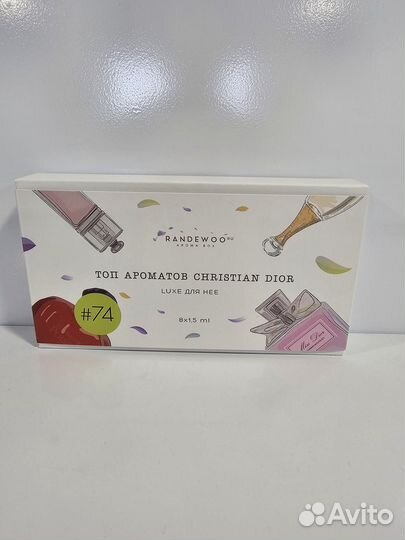 RANDEWOO RU
AROMA BOX
ТОП АРОМАТОВ CHRISTIAN DIOR
LUXE ДЛЯ НЕЕ
#74
8x1,5 ml
Miss Dior
Avito